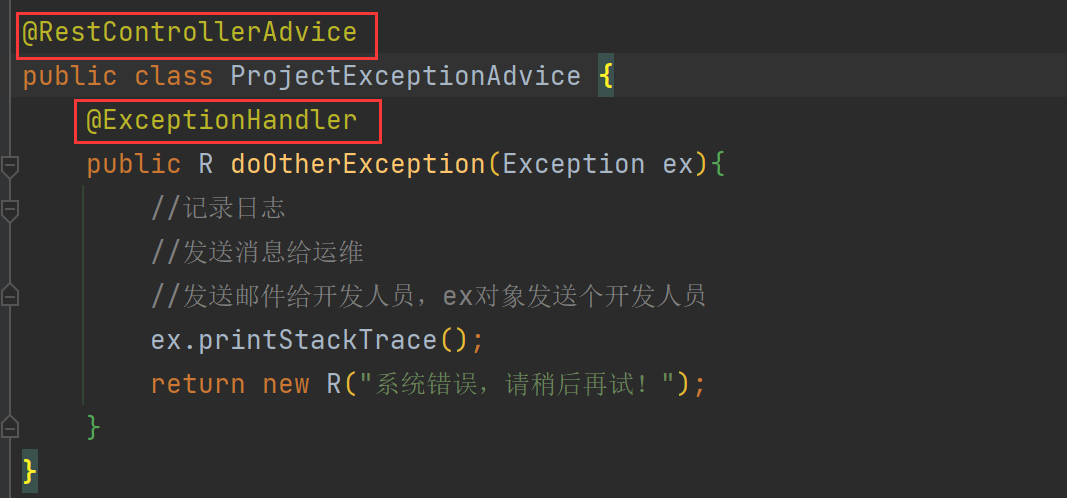 @RestControllerAdvice
public class ProjectExceptionAdvice {
@ExceptionHandler
public R doOtherException(Exception ex){
//记录日志
//发送消息给运维
//发送邮件给开发人员，ex对象发送个开发人员
ex.printStackTrace();
return new R("系统错误，请稍后再试！");
}
}